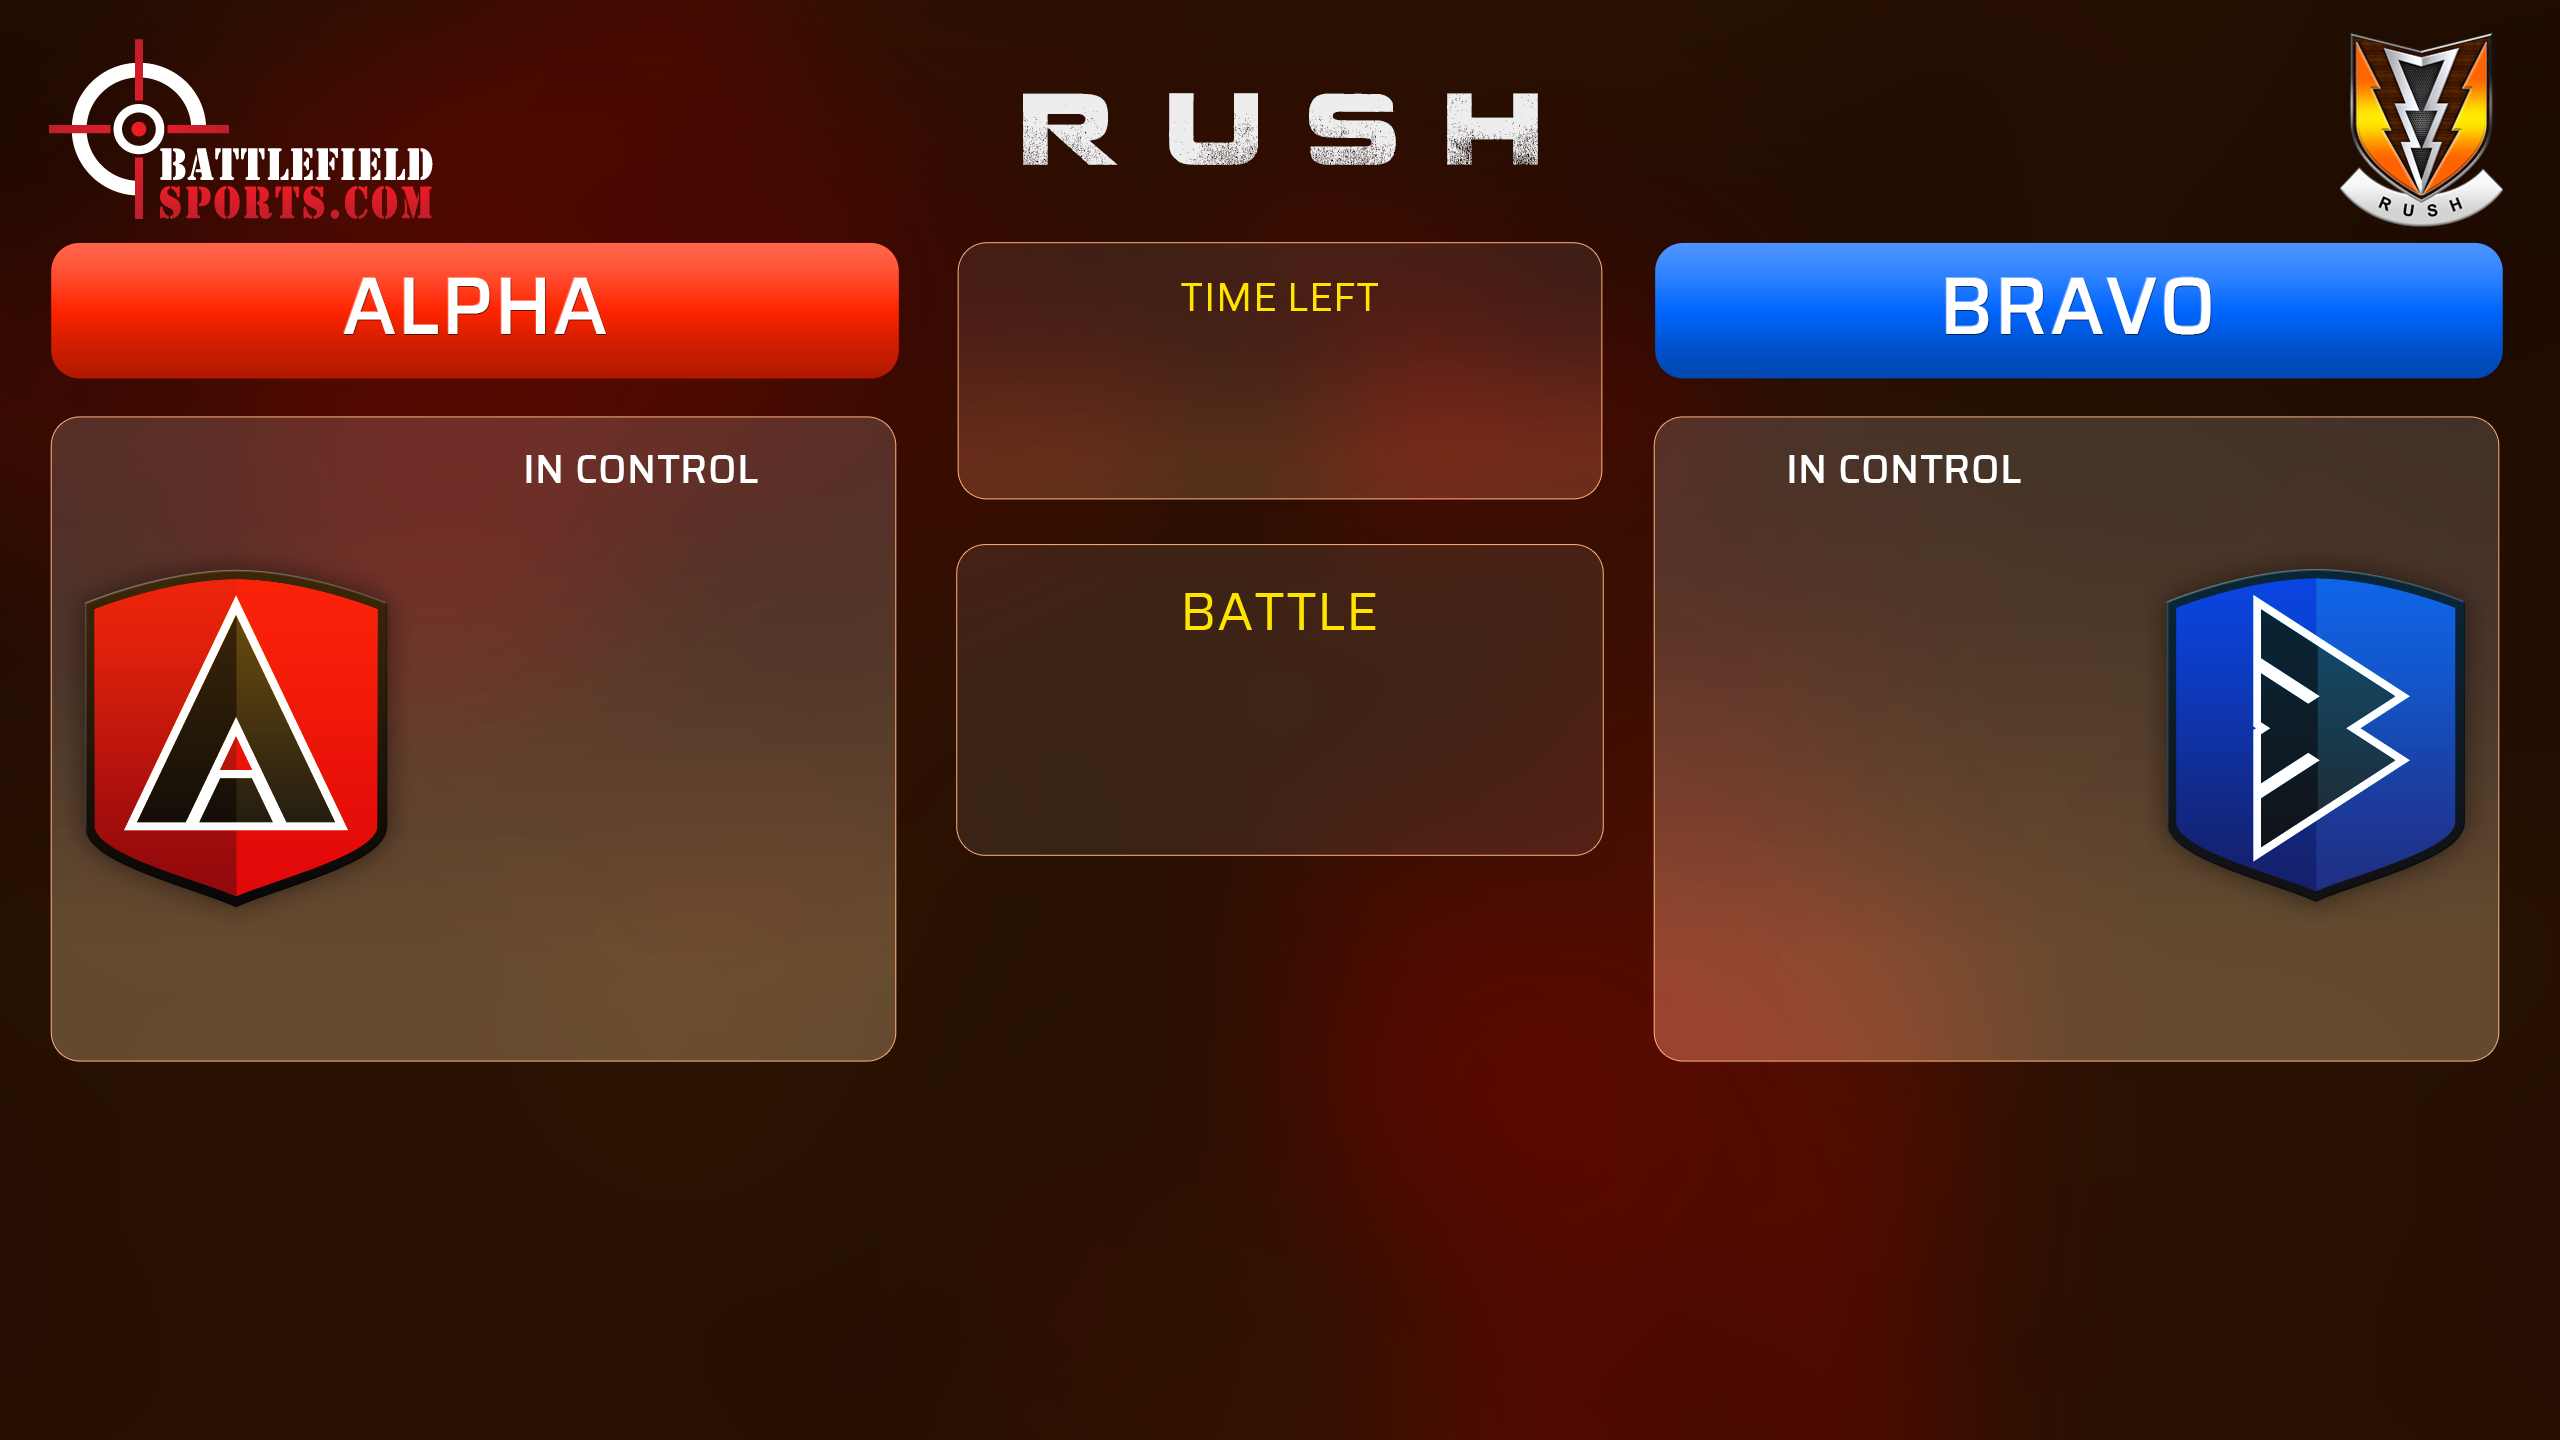 BATTLEFIELD
SPORTS.COM
RUSH
RUSH
ALPHA
TIME LEFT
BRAVO
IN CONTROL
IN CONTROL
BATTLE